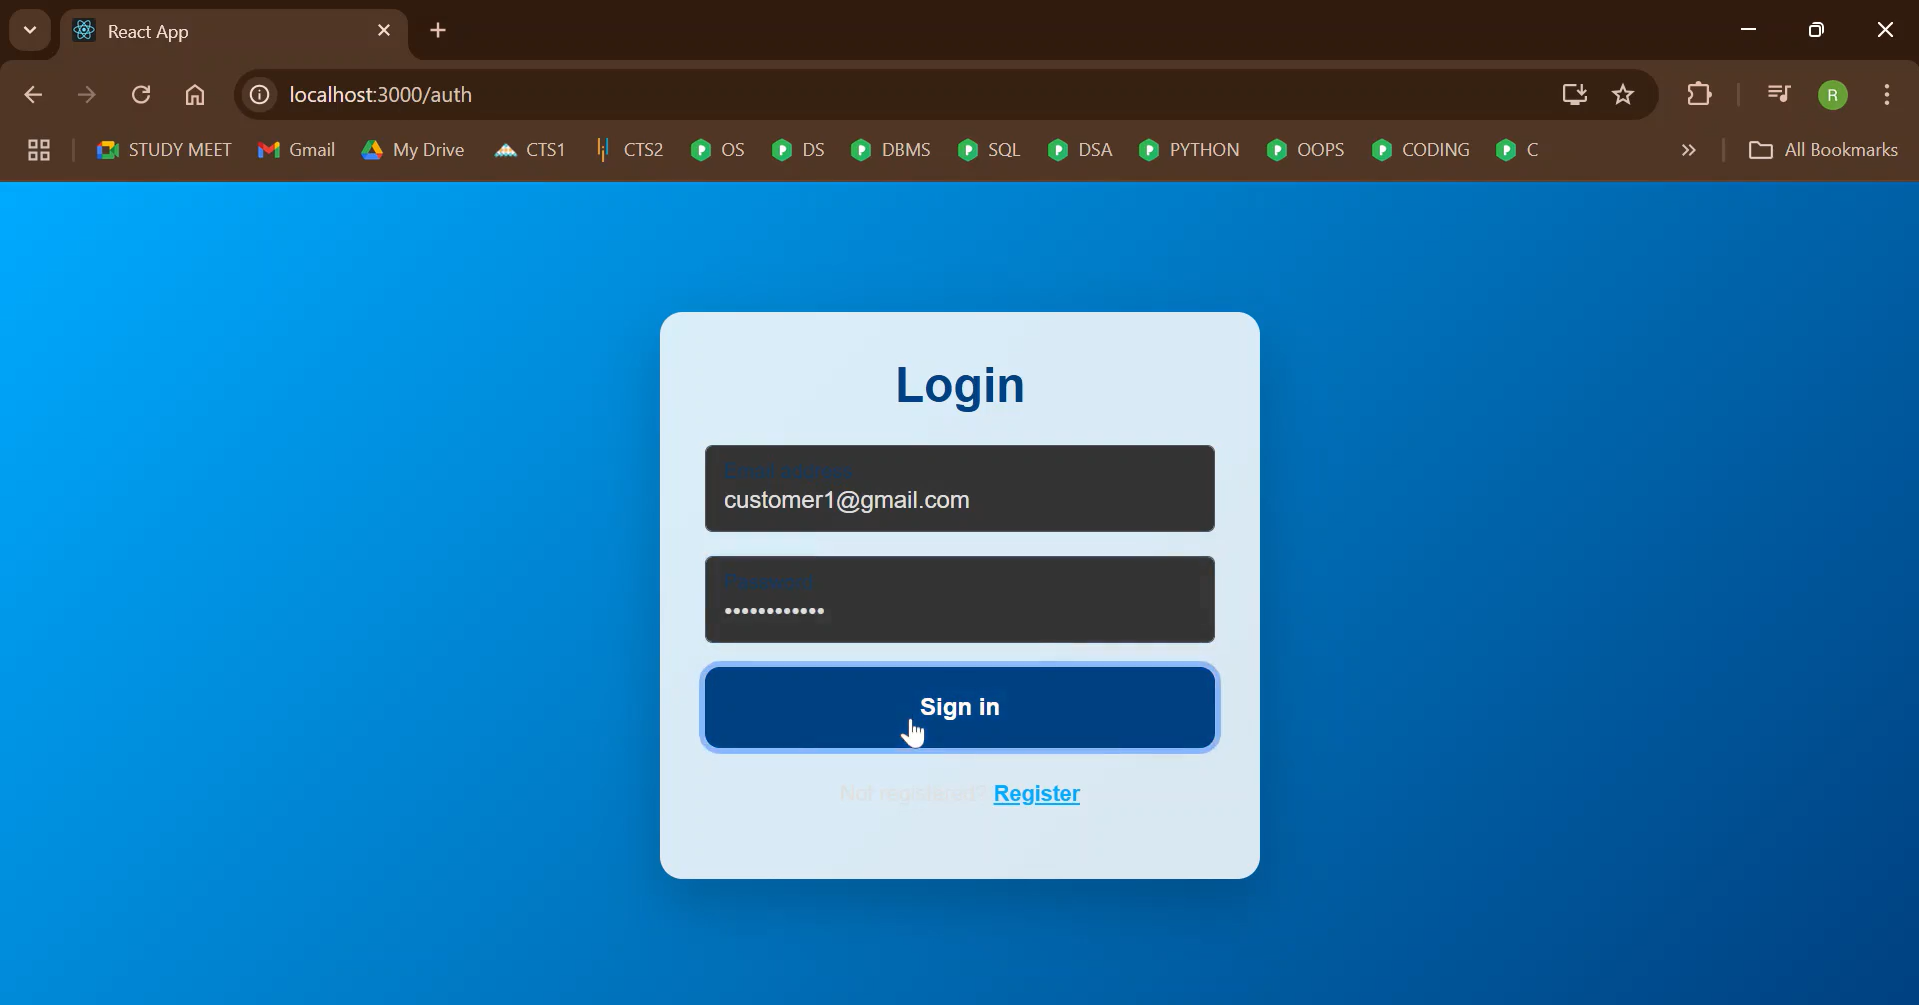 React App
localhost:3000/auth
R
STUDY MEET Gmail My Drive CTS1 CTS2 OS DS DBMS SQL DSA PYTHON OOPS CODING C All Bookmarks
Login
Email address
customer1@gmail.com
Password
••••••••••••
Sign in
Not registered? Register